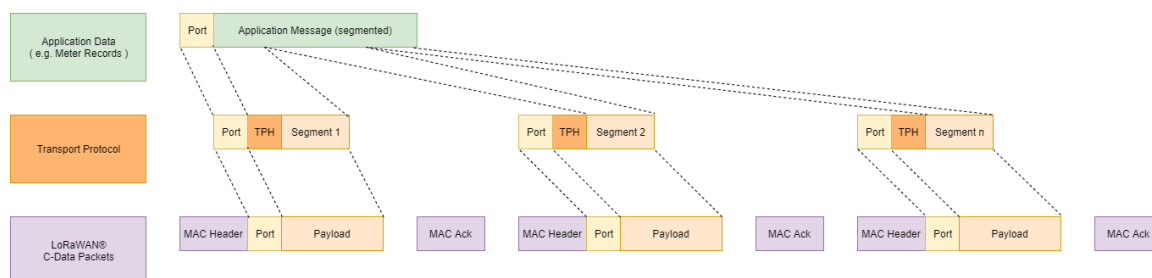 Application Data
( e.g. Meter Records )
Port
Application Message (segmented)
Transport Protocol
Port
TPH
Segment 1
Port
TPH
Segment 2
Port
TPH
Segment n
LoRaWAN®
C-Data Packets
MAC Header
Port
Payload
MAC Ack
MAC Header
Port
Payload
MAC Ack
MAC Header
Port
Payload
MAC Ack